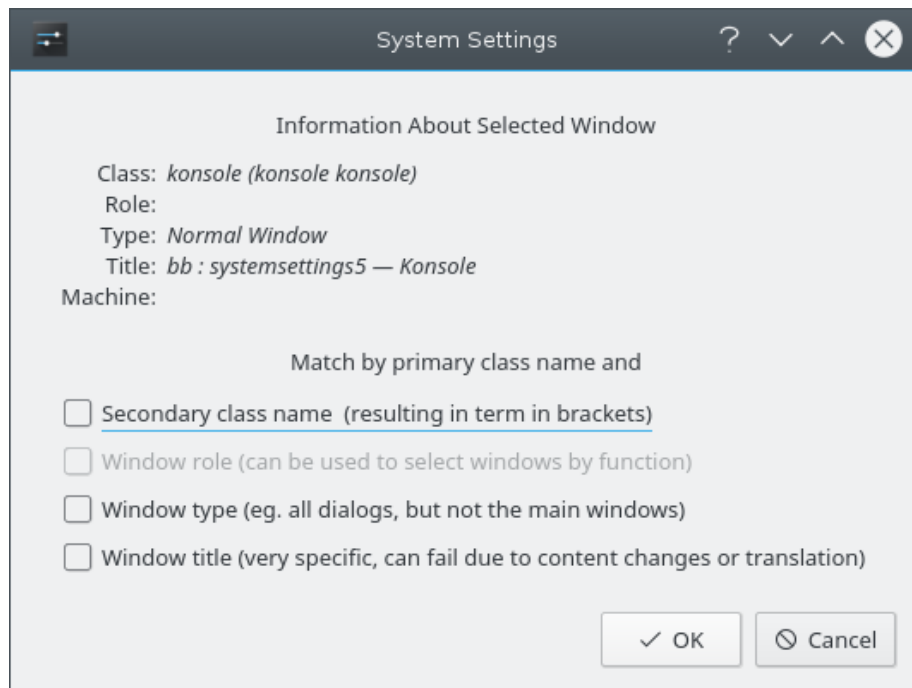 System Settings
Information About Selected Window
Class: konsole (konsole konsole)
Role:
Type: Normal Window
Title: bb : systemsettings5 — Konsole
Machine:
Match by primary class name and
Secondary class name  (resulting in term in brackets)
Window role (can be used to select windows by function)
Window type (eg. all dialogs, but not the main windows)
Window title (very specific, can fail due to content changes or translation)
OK Cancel